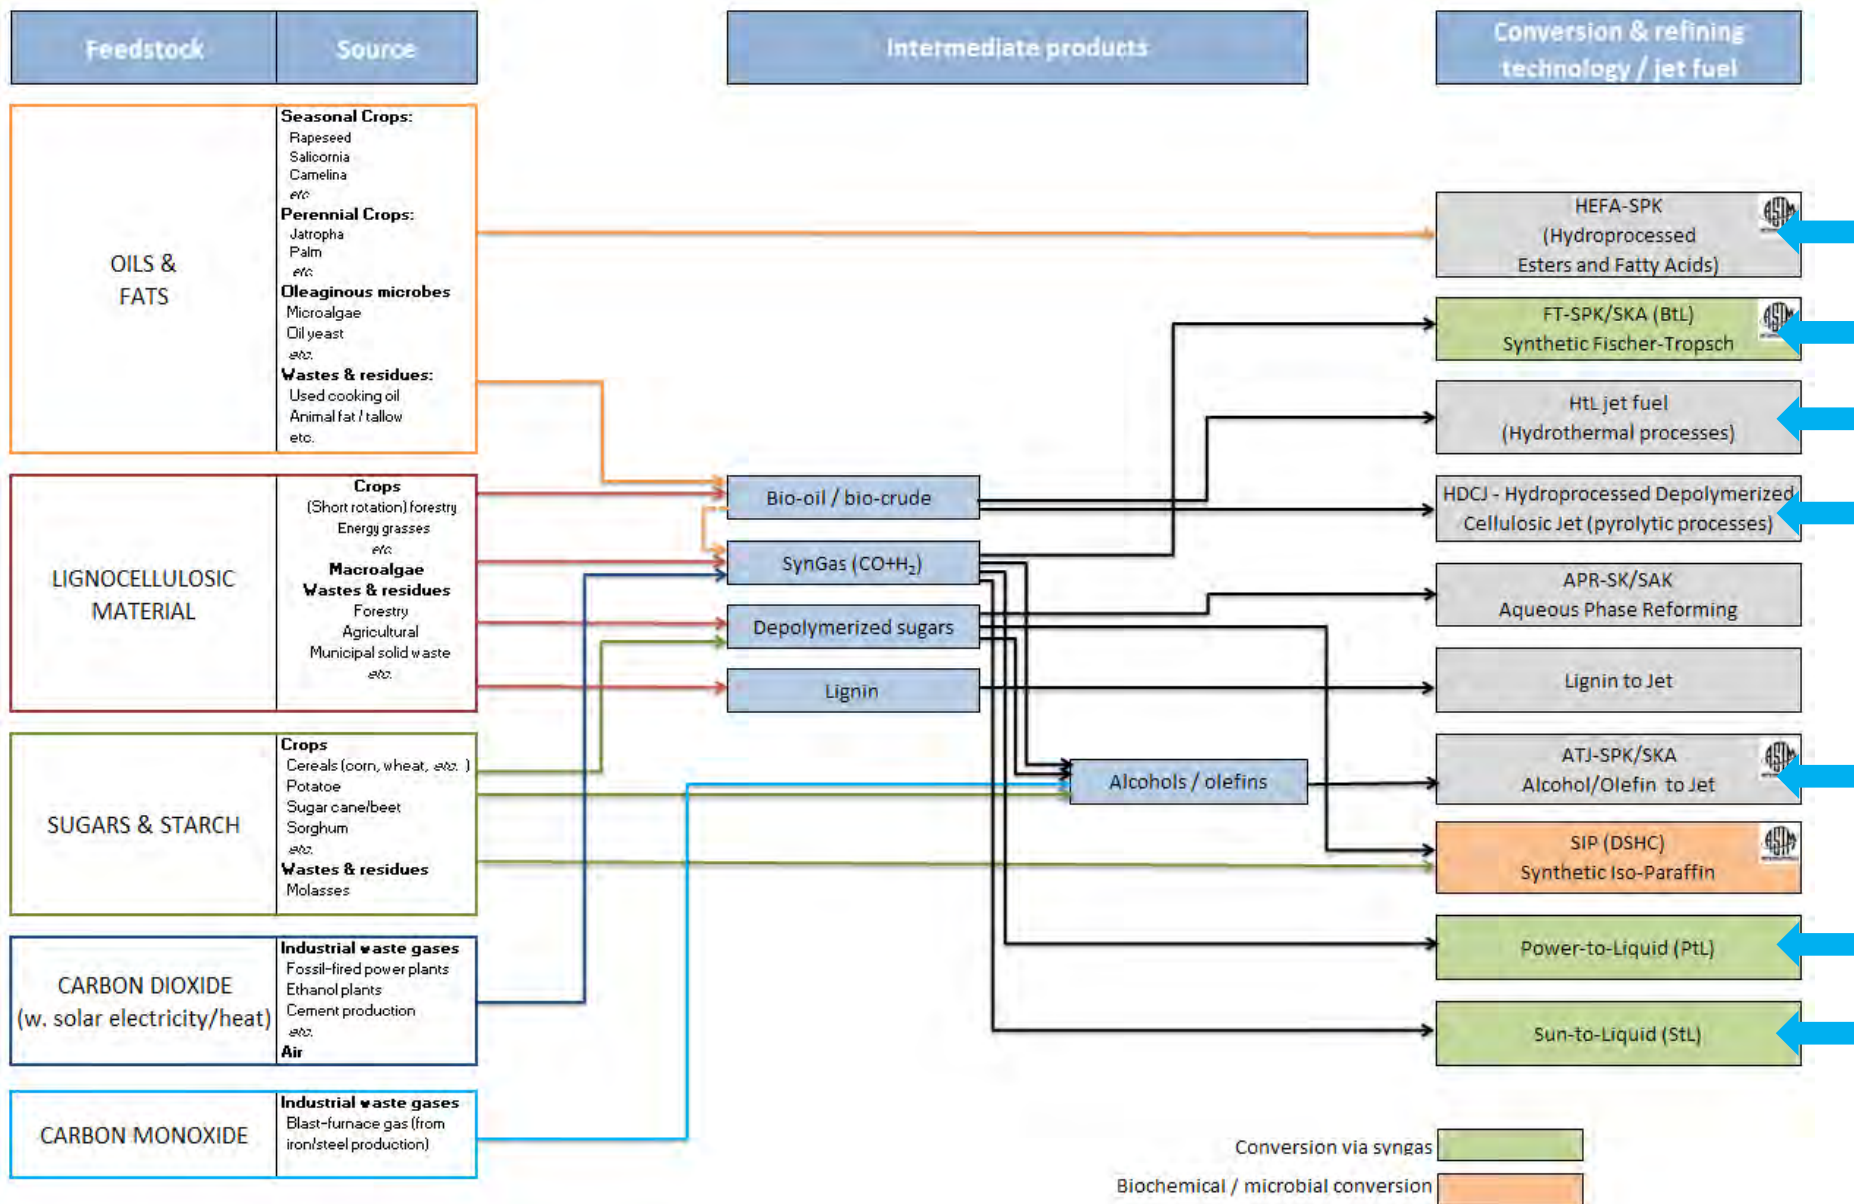 Feedstock
Source
Intermediate products
Conversion & refining
technology / jet fuel
OILS &
FATS
Seasonal Crops:
Rapeseed
Salicornia
Camelina
etc
Perennial Crops:
Jatropha
Palm
etc
Oleaginous microbes
Microalgae
Oil yeast
etc.
Wastes & residues:
Used cooking oil
Animal fat / tallow
etc.
LIGNOCELLULOSIC
MATERIAL
Crops
(Short rotation) forestry
Energy grasses
etc
Macroalgae
Wastes & residues
Forestry
Agricultural
Municipal solid waste
etc.
SUGARS & STARCH
Crops
Cereals (corn, wheat, etc. )
Potatoe
Sugar cane/beet
Sorghum
etc.
Wastes & residues
Molasses
CARBON DIOXIDE
(w. solar electricity/heat)
Industrial waste gases
Fossil-fired power plants
Ethanol plants
Cement production
etc.
Air
CARBON MONOXIDE
Industrial waste gases
Blast-furnace gas (from
iron/steel production)
Bio-oil / bio-crude
SynGas (CO+H₂)
Depolymerized sugars
Lignin
Alcohols / olefins
HEFA-SPK
(Hydroprocessed
Esters and Fatty Acids)
ASTM
FT-SPK/SKA (BtL)
Synthetic Fischer-Tropsch
ASTM
HtL jet fuel
(Hydrothermal processes)
HDCJ - Hydroprocessed Depolymerized
Cellulosic Jet (pyrolytic processes)
APR-SK/SAK
Aqueous Phase Reforming
Lignin to Jet
ATJ-SPK/SKA
Alcohol/Olefin to Jet
ASTM
SIP (DSHC)
Synthetic Iso-Paraffin
ASTM
Power-to-Liquid (PtL)
Sun-to-Liquid (StL)
Conversion via syngas
Biochemical / microbial conversion